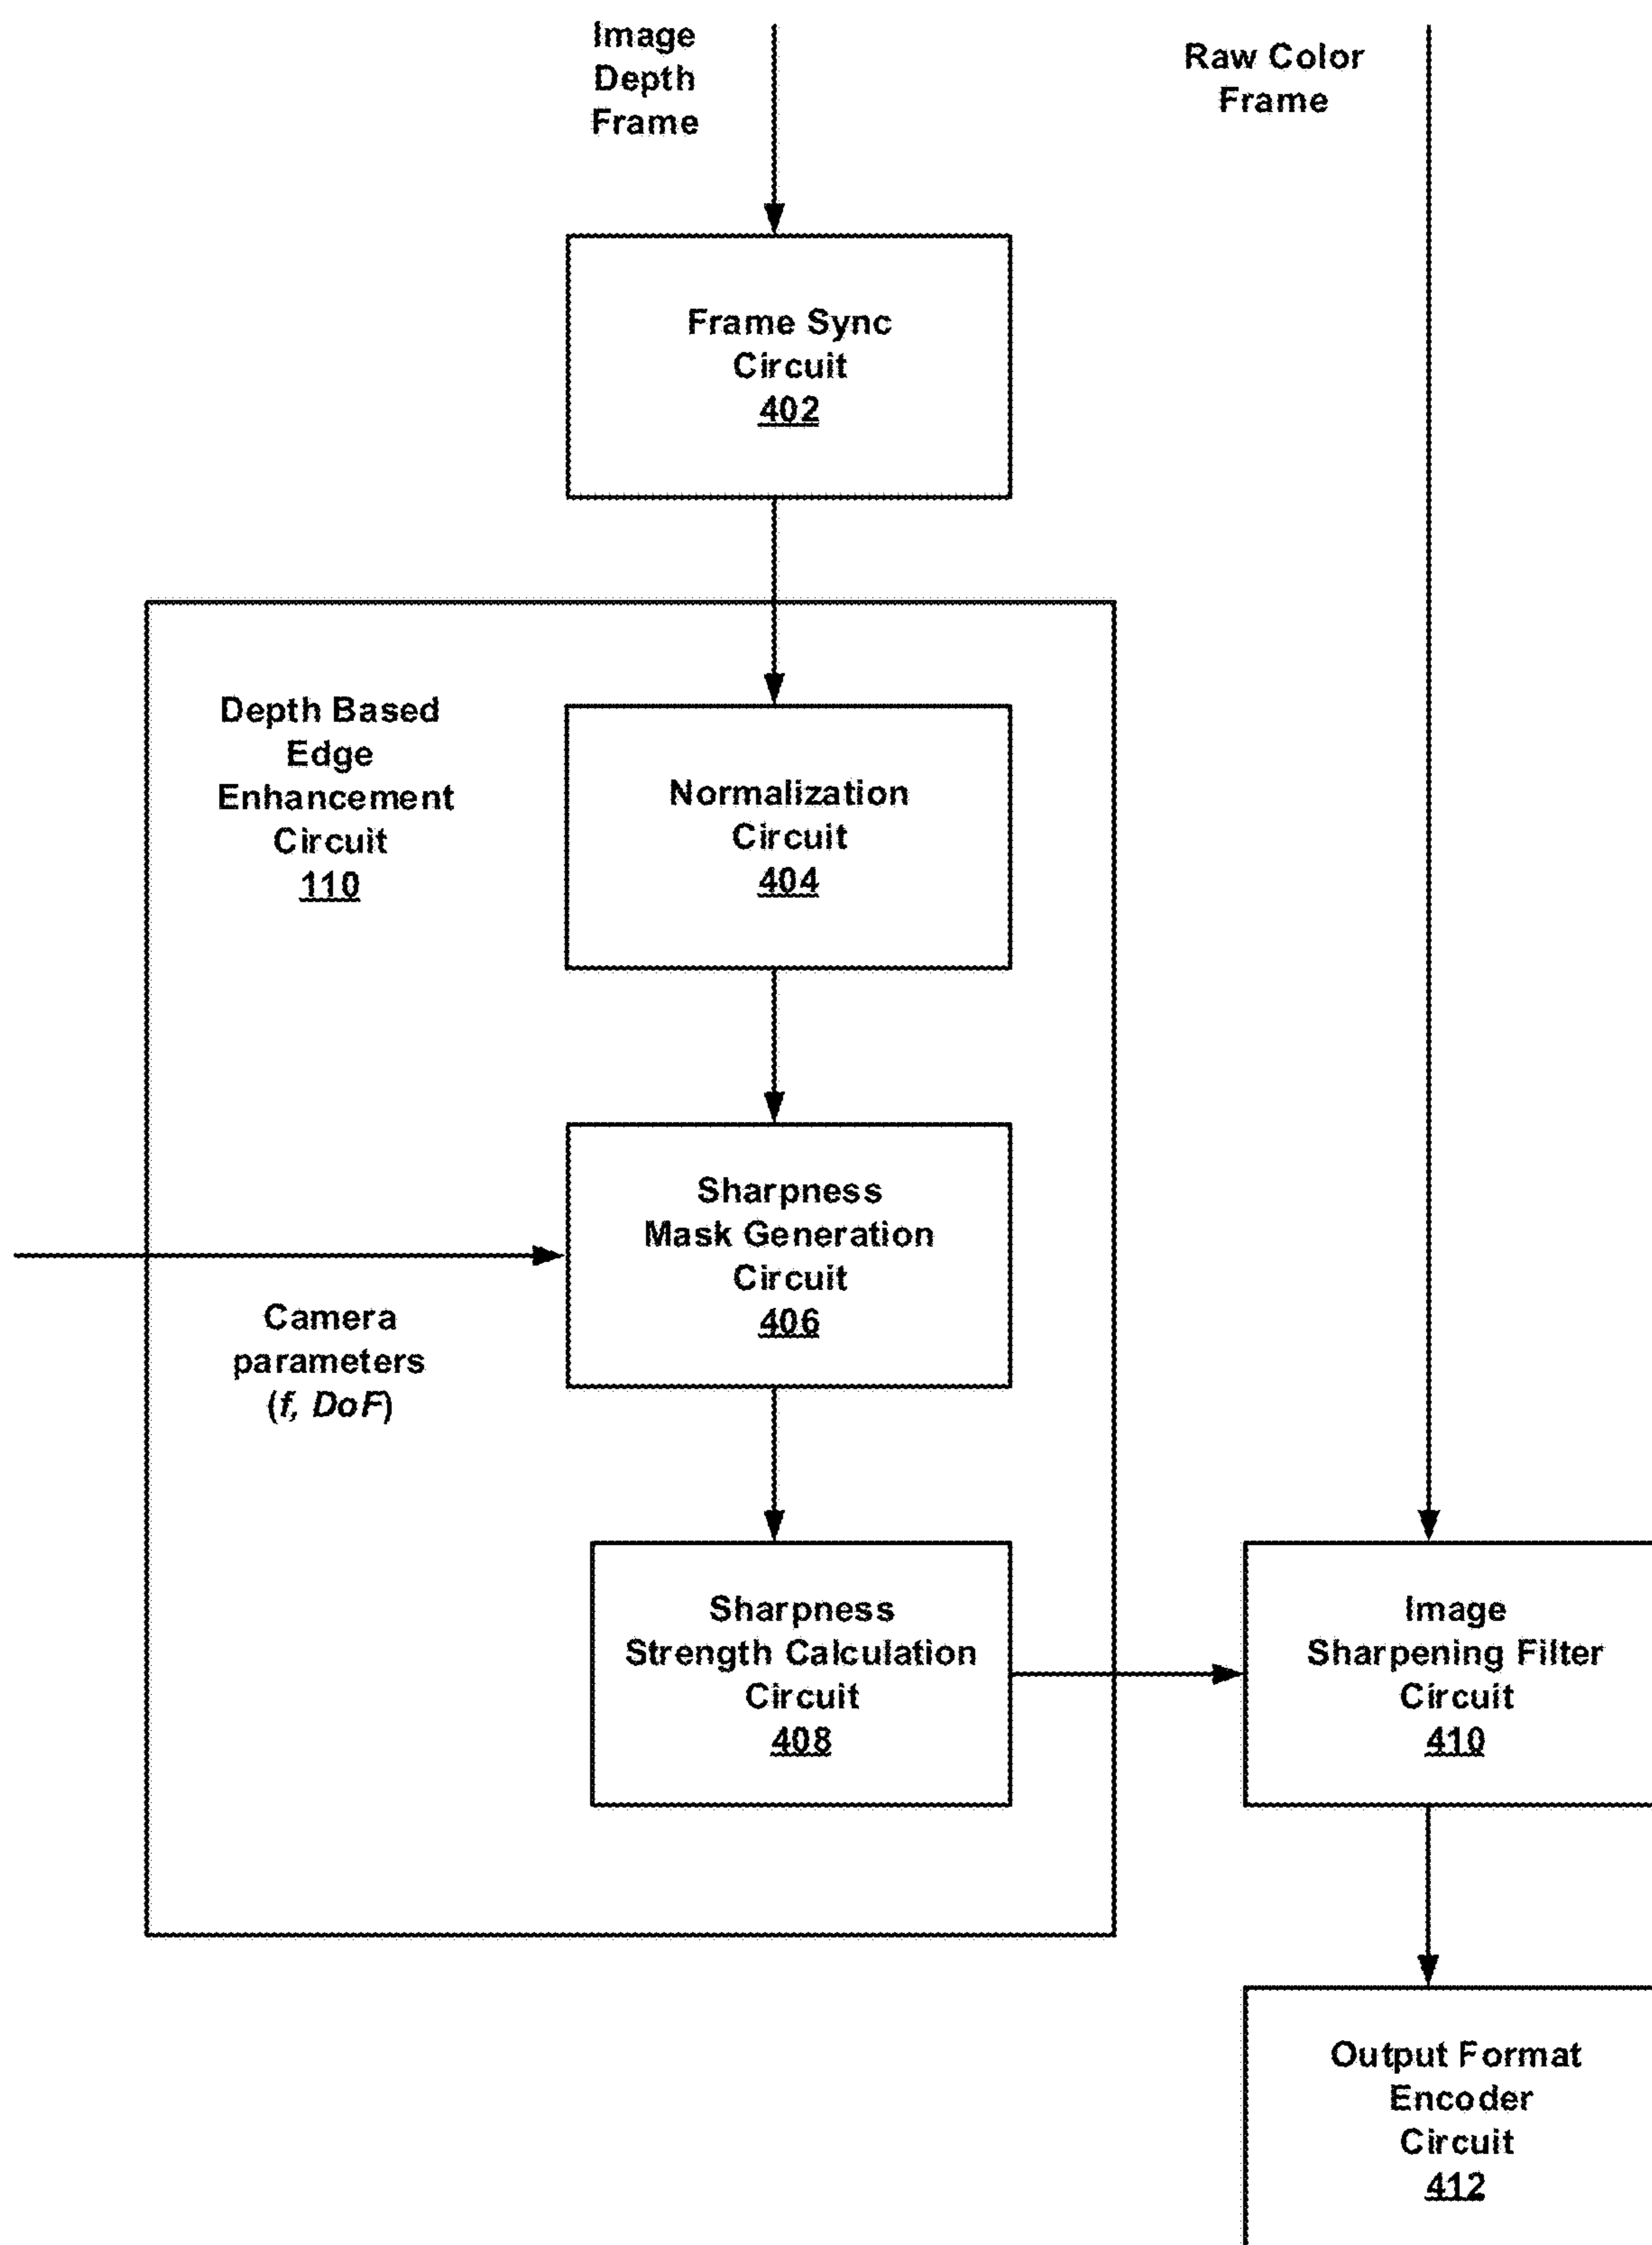 Image
Depth
Frame
Raw Color
Frame
Frame Sync
Circuit
402
Depth Based
Edge
Enhancement
Circuit
110
Normalization
Circuit
404
Sharpness
Mask Generation
Circuit
406
Camera
parameters
(f, DoF)
Sharpness
Strength Calculation
Circuit
408
Image
Sharpening Filter
Circuit
410
Output Format
Encoder
Circuit
412